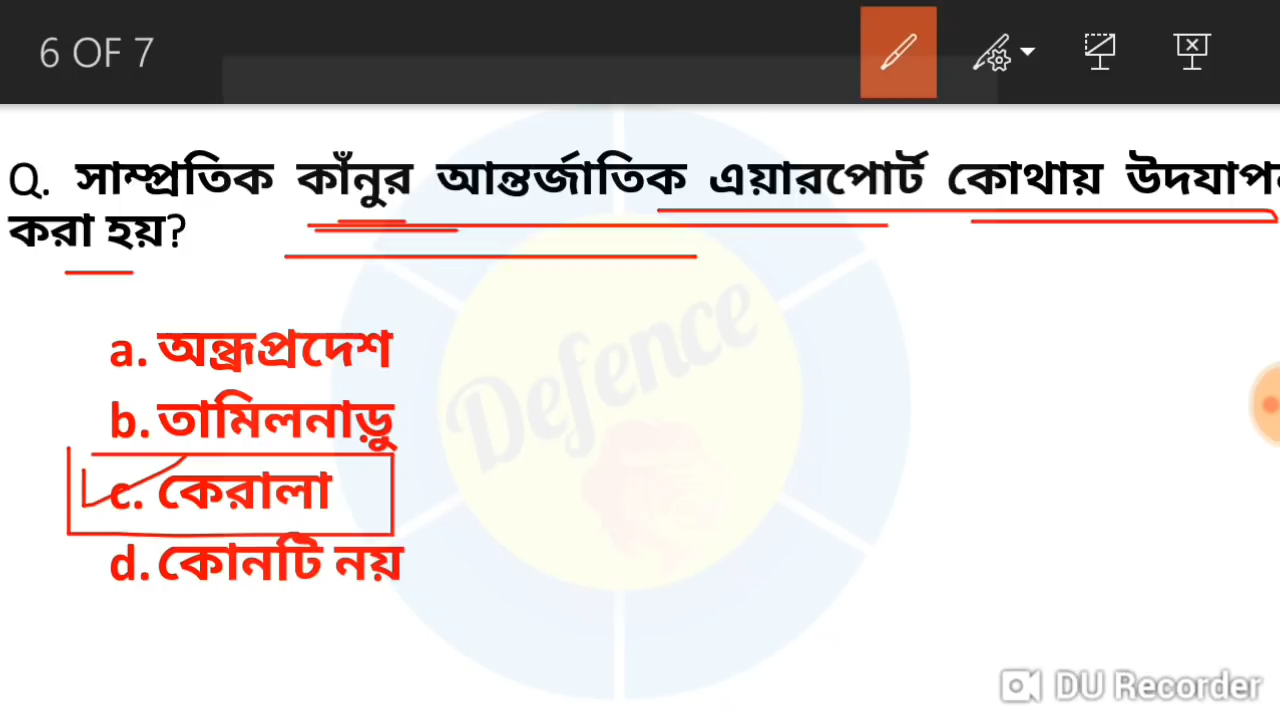 6 OF 7
Q. সাম্প্রতিক কাঁনুর আন্তর্জাতিক এয়ারপোর্ট কোথায় উদযাপন
করা হয়?
a. অন্ধ্রপ্রদেশ
b. তামিলনাড়ু
c. কেরালা
d. কোনটি নয়
Defence
DU Recorder